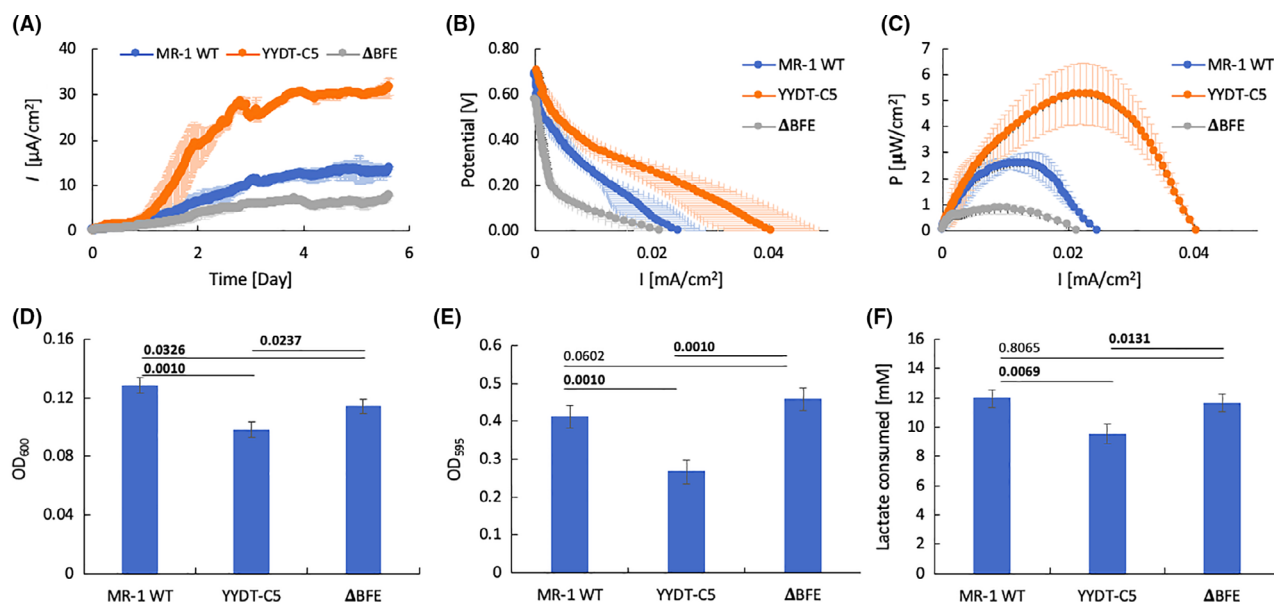 (A)
MR-1 WT YYDT-C5 ΔBFE
I [µA/cm²]
40
30
20
10
0
0 2 4 6
Time [Day]
(B)
MR-1 WT
YYDT-C5
ΔBFE
Potential [V]
0.80
0.60
0.40
0.20
0.00
0 0.02 0.04
I [mA/cm²]
(C)
MR-1 WT
YYDT-C5
ΔBFE
P [µW/cm²]
7
6
5
4
3
2
1
0
0 0.02 0.04
I [mA/cm²]
(D)
OD600
0.16
0.12
0.08
0.04
0
0.0237
0.0326
0.0010
MR-1 WT YYDT-C5 ΔBFE
(E)
OD595
0.6
0.5
0.4
0.3
0.2
0.1
0
0.0010
0.0602
0.0010
MR-1 WT YYDT-C5 ΔBFE
(F)
Lactate consumed [mM]
16
14
12
10
8
6
4
2
0
0.0131
0.8065
0.0069
MR-1 WT YYDT-C5 ΔBFE